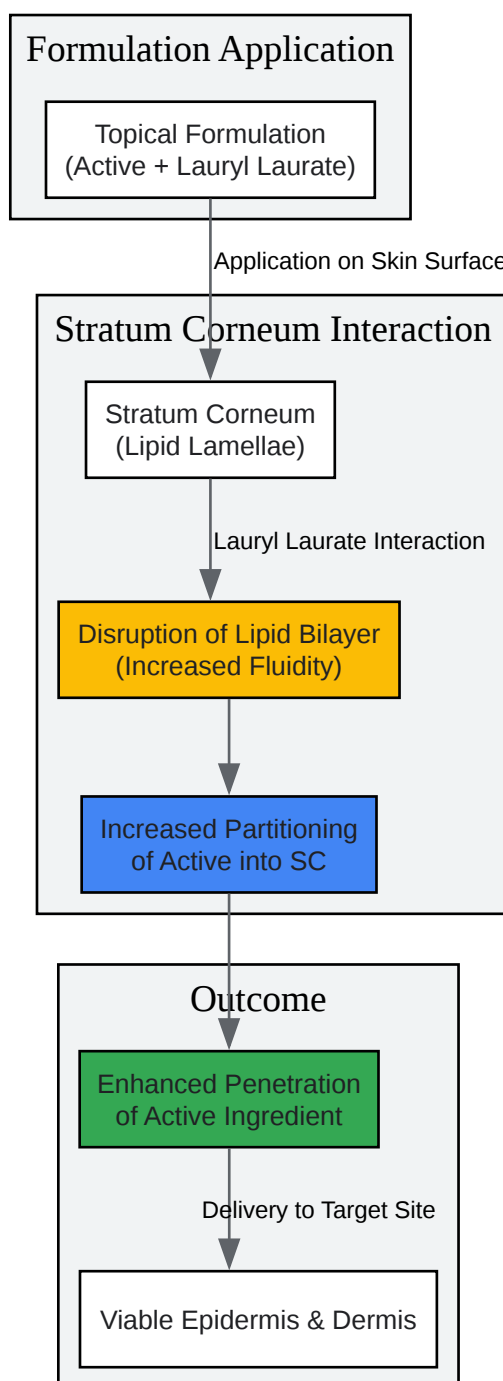 Formulation Application
Topical Formulation
(Active + Lauryl Laurate)
Application on Skin Surface
Stratum Corneum Interaction
Stratum Corneum
(Lipid Lamellae)
Lauryl Laurate Interaction
Disruption of Lipid Bilayer
(Increased Fluidity)
Increased Partitioning
of Active into SC
Outcome
Enhanced Penetration
of Active Ingredient
Delivery to Target Site
Viable Epidermis & Dermis